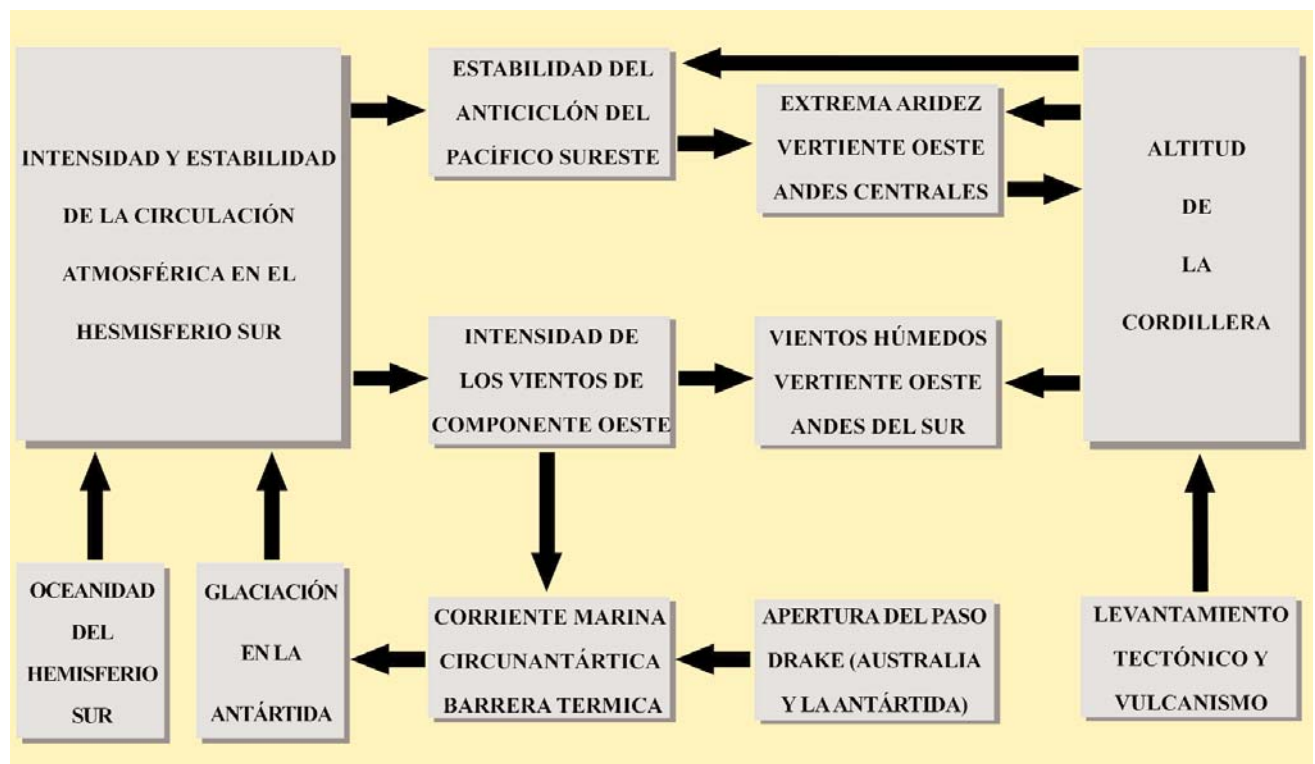 INTENSIDAD Y ESTABILIDAD
DE LA CIRCULACIÓN
ATMOSFÉRICA EN EL
HESMISFERIO SUR
ESTABILIDAD DEL
ANTICICLÓN DEL
PACÍFICO SURESTE
EXTREMA ARIDEZ
VERTIENTE OESTE
ANDES CENTRALES
ALTITUD
DE
LA
CORDILLERA
INTENSIDAD DE
LOS VIENTOS DE
COMPONENTE OESTE
VIENTOS HÚMEDOS
VERTIENTE OESTE
ANDES DEL SUR
OCEANIDAD
DEL
HEMISFERIO
SUR
GLACIACIÓN
EN LA
ANTÁRTIDA
CORRIENTE MARINA
CIRCUNANTÁRTICA
BARRERA TERMICA
APERTURA DEL PASO
DRAKE (AUSTRALIA
Y LA ANTÁRTIDA)
LEVANTAMIENTO
TECTÓNICO Y
VULCANISMO